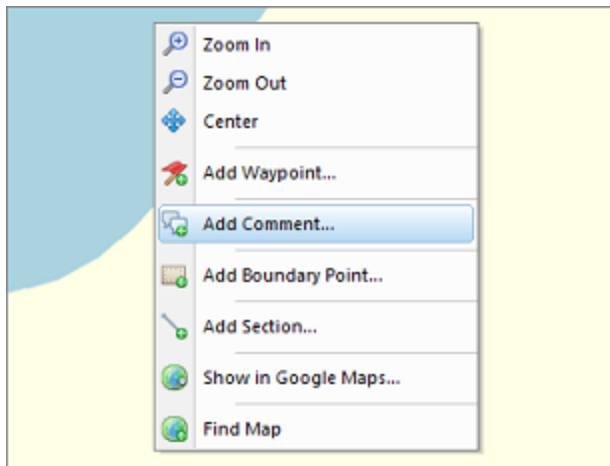 Zoom In
Zoom Out
Center
Add Waypoint...
Add Comment...
Add Boundary Point...
Add Section...
Show in Google Maps...
Find Map